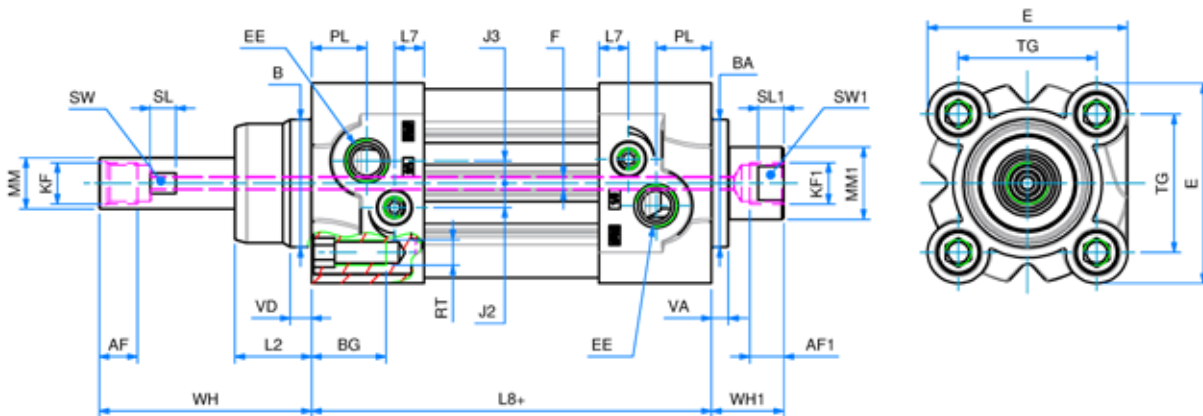 EE
PL
L7
J3
F
L7
PL
E
TG
B
BA
SW
SL
SL1
SW1
MM
KF
KF1
MM1
TG
E
VD
RT
J2
VA
AF
L2
BG
EE
AF1
WH
L8+
WH1